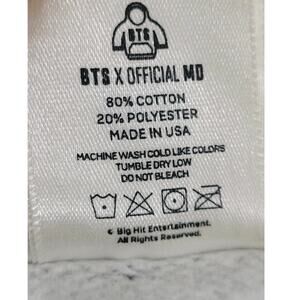 BTS
BTS X OFFICIAL MD
80% COTTON
20% POLYESTER
MADE IN USA
MACHINE WASH COLD LIKE COLORS
TUMBLE DRY LOW
DO NOT BLEACH
© Big Hit Entertainment.
All Rights Reserved.